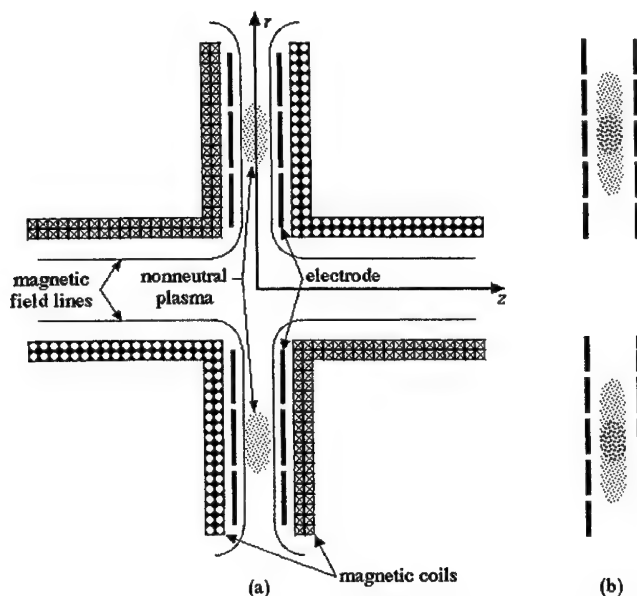 r
magnetic
field lines
nonneutral
plasma
electrode
z
magnetic coils
(a)
(b)